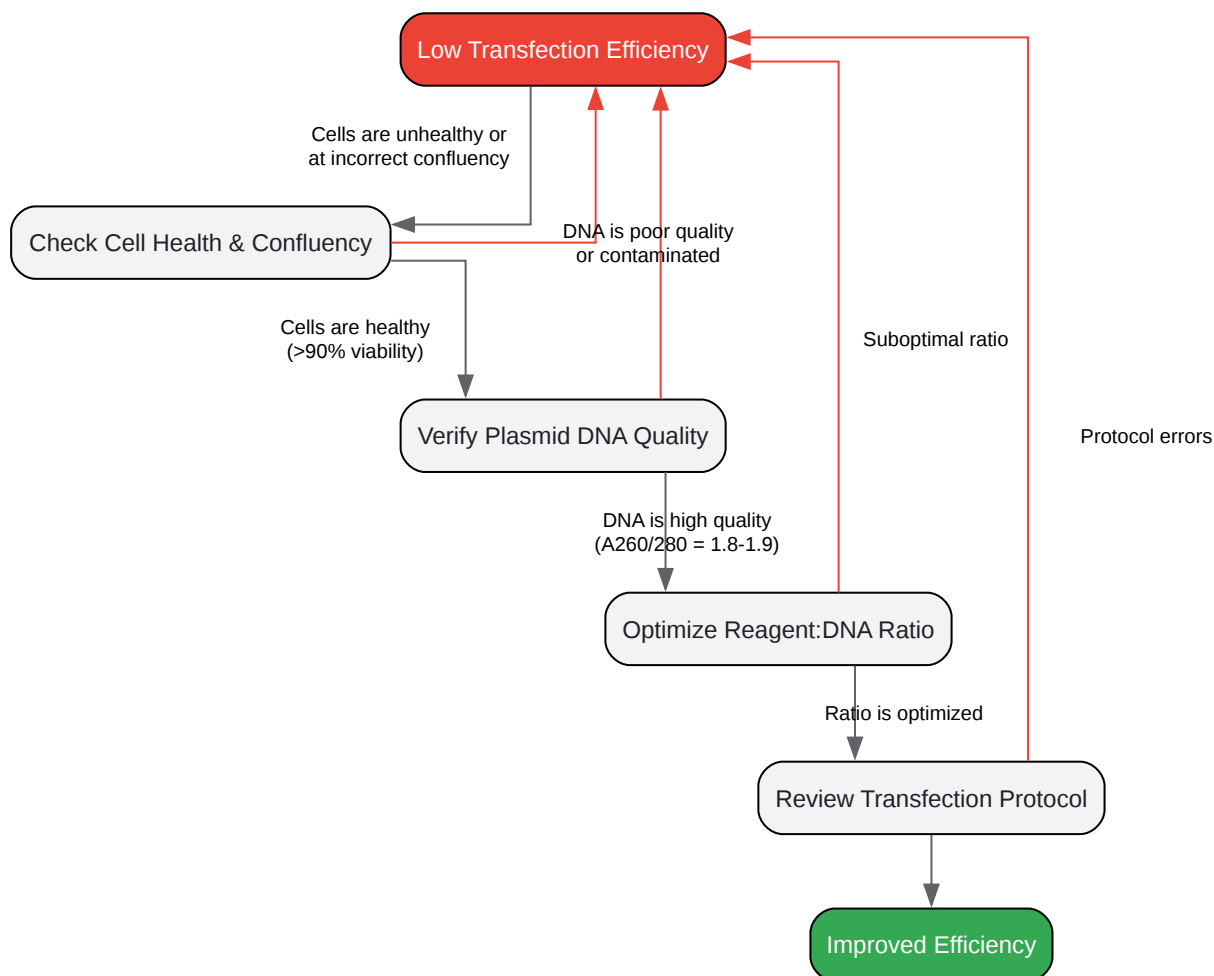 Low Transfection Efficiency
Cells are unhealthy or
at incorrect confluency
Check Cell Health & Confluency
DNA is poor quality
or contaminated
Cells are healthy
(>90% viability)
Suboptimal ratio
Verify Plasmid DNA Quality
Protocol errors
DNA is high quality
(A260/280 = 1.8-1.9)
Optimize Reagent:DNA Ratio
Ratio is optimized
Review Transfection Protocol
Improved Efficiency